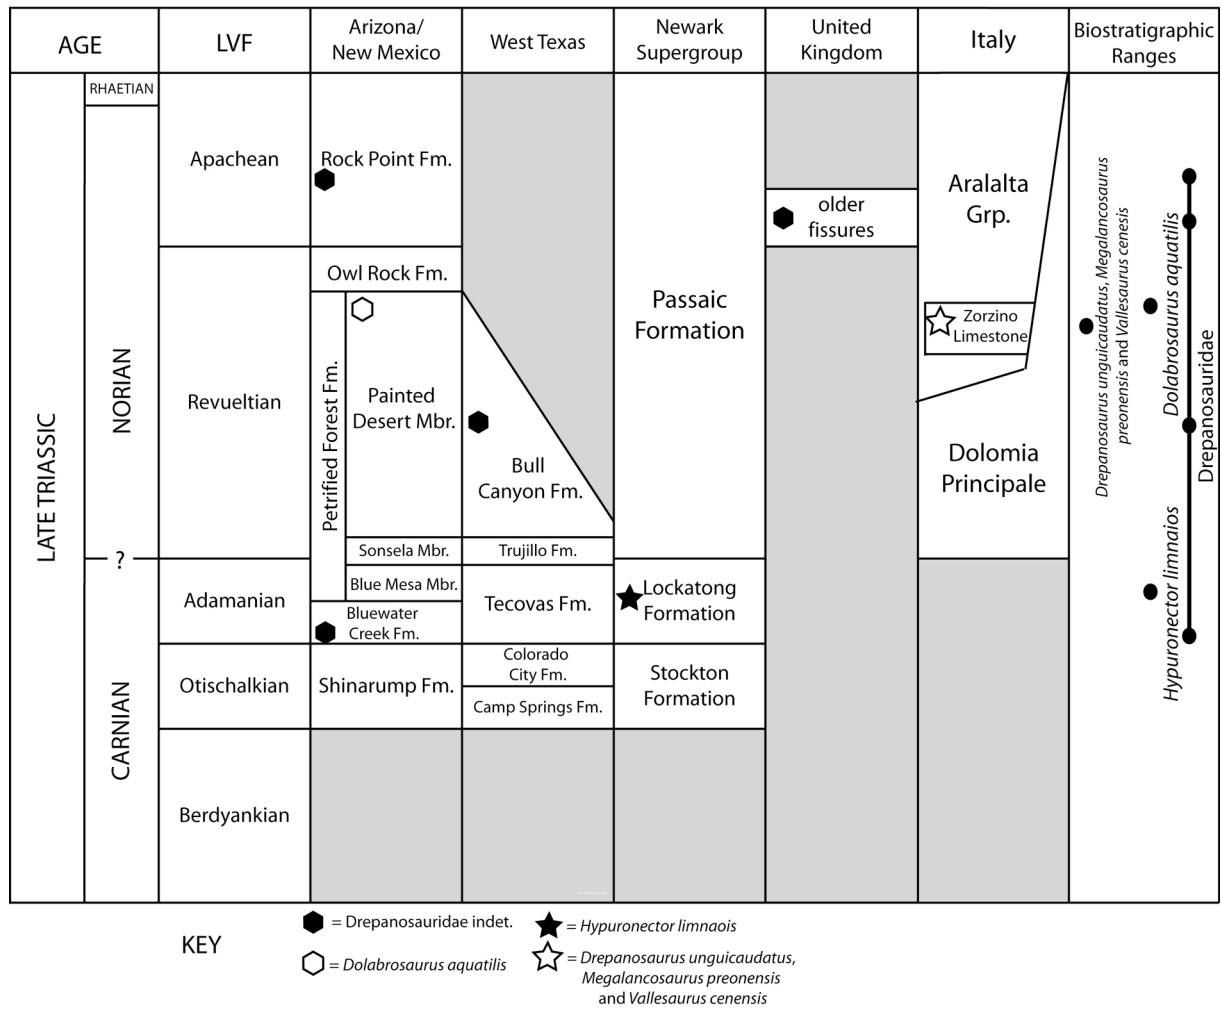 AGE
LVF
Arizona/
New Mexico
West Texas
Newark
Supergroup
United
Kingdom
Italy
Biostratigraphic
Ranges
LATE TRIASSIC
RHAETIAN
NORIAN
?
CARNIAN
Apachean
Revueltian
Adamanian
Otischalkian
Berdyankian
Rock Point Fm.
Owl Rock Fm.
Petrified Forest Fm.
Painted
Desert Mbr.
Sonsela Mbr.
Blue Mesa Mbr.
Bluewater
Creek Fm.
Shinarump Fm.
Bull
Canyon Fm.
Trujillo Fm.
Tecovas Fm.
Colorado
City Fm.
Camp Springs Fm.
Passaic
Formation
Lockatong
Formation
Stockton
Formation
older
fissures
Aralalta
Grp.
Zorzino
Limestone
Dolomia
Principale
Drepanosaurus unguicaudatus, Megalancosaurus
preonensis and Vallesaurus cenesis
Dolabrosaurus aquatilis
Hypuronector limnaios
Drepanosauridae
KEY
= Drepanosauridae indet.
= Dolabrosaurus aquatilis
= Hypuronector limnaois
= Drepanosaurus unguicaudatus,
Megalancosaurus preonensis
and Vallesaurus cenensis